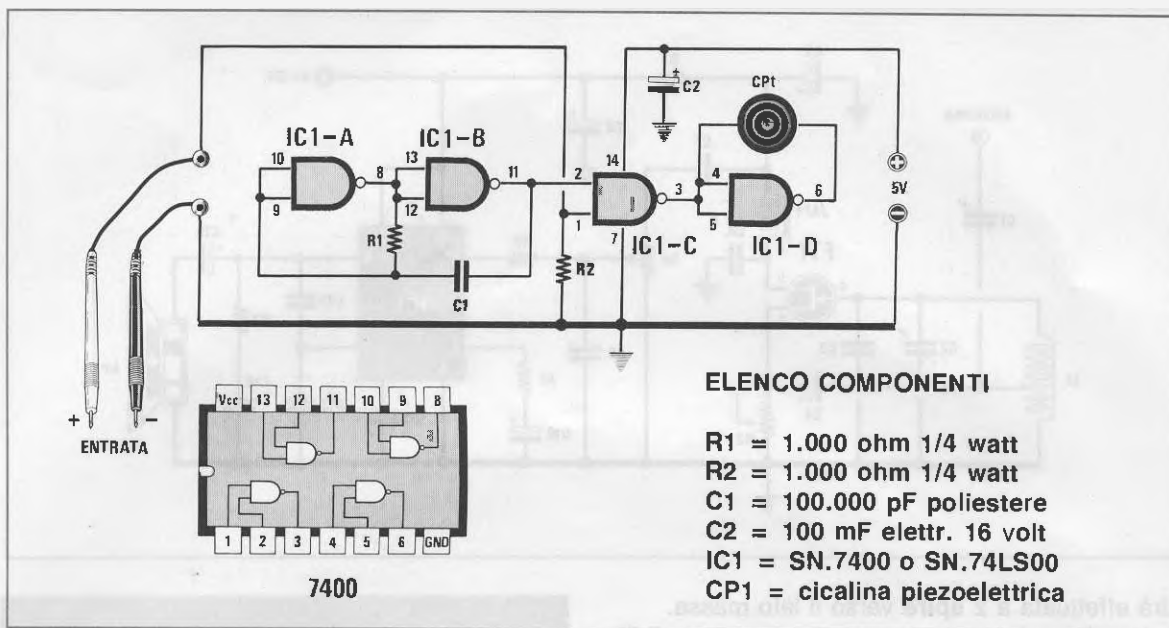 IC1-A
IC1-B
IC1-C
IC1-D
C2
CPt
10
9
8
13
12
11
2
1
14
7
3
4
5
6
R1
C1
R2
5V
+
-
ENTRATA
Vcc 13 12 11 10 9 8
1 2 3 4 5 6 GND
7400
ELENCO COMPONENTI
R1 = 1.000 ohm 1/4 watt
R2 = 1.000 ohm 1/4 watt
C1 = 100.000 pF poliestere
C2 = 100 mF elettr. 16 volt
IC1 = SN.7400 o SN.74LS00
CP1 = cicalina piezoelettrica